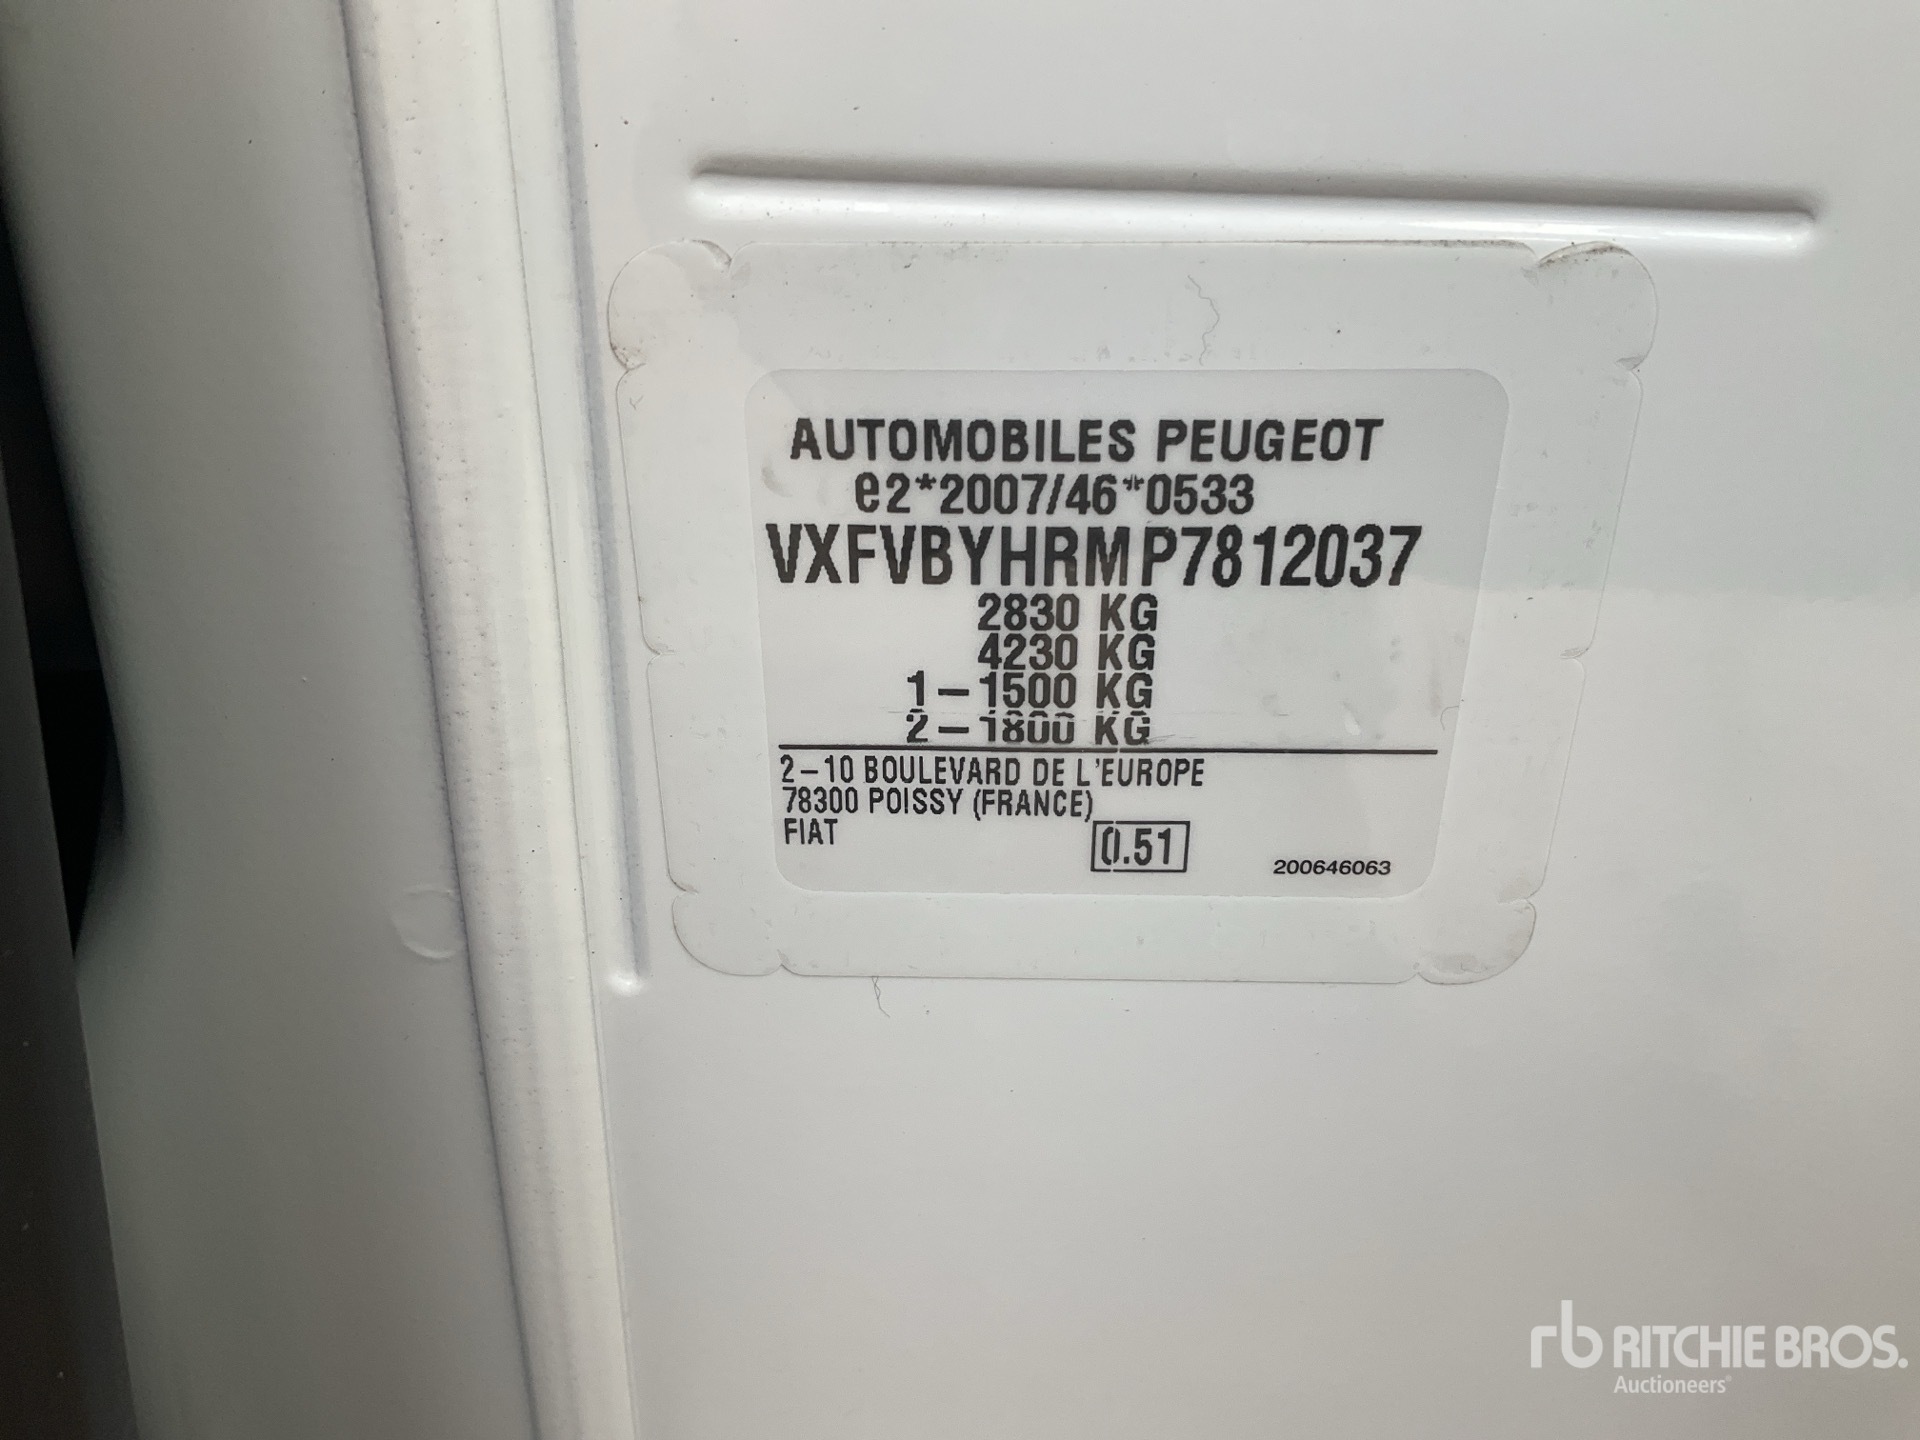 AUTOMOBILES PEUGEOT
e2*2007/46*0533
VXFVBYHRMP7812037
2830 KG
4230 KG
1-1500 KG
2-1800 KG
2-10 BOULEVARD DE L'EUROPE
78300 POISSY (FRANCE)
FIAT
0.51
200646063
rb RITCHIE BROS.
Auctioneers